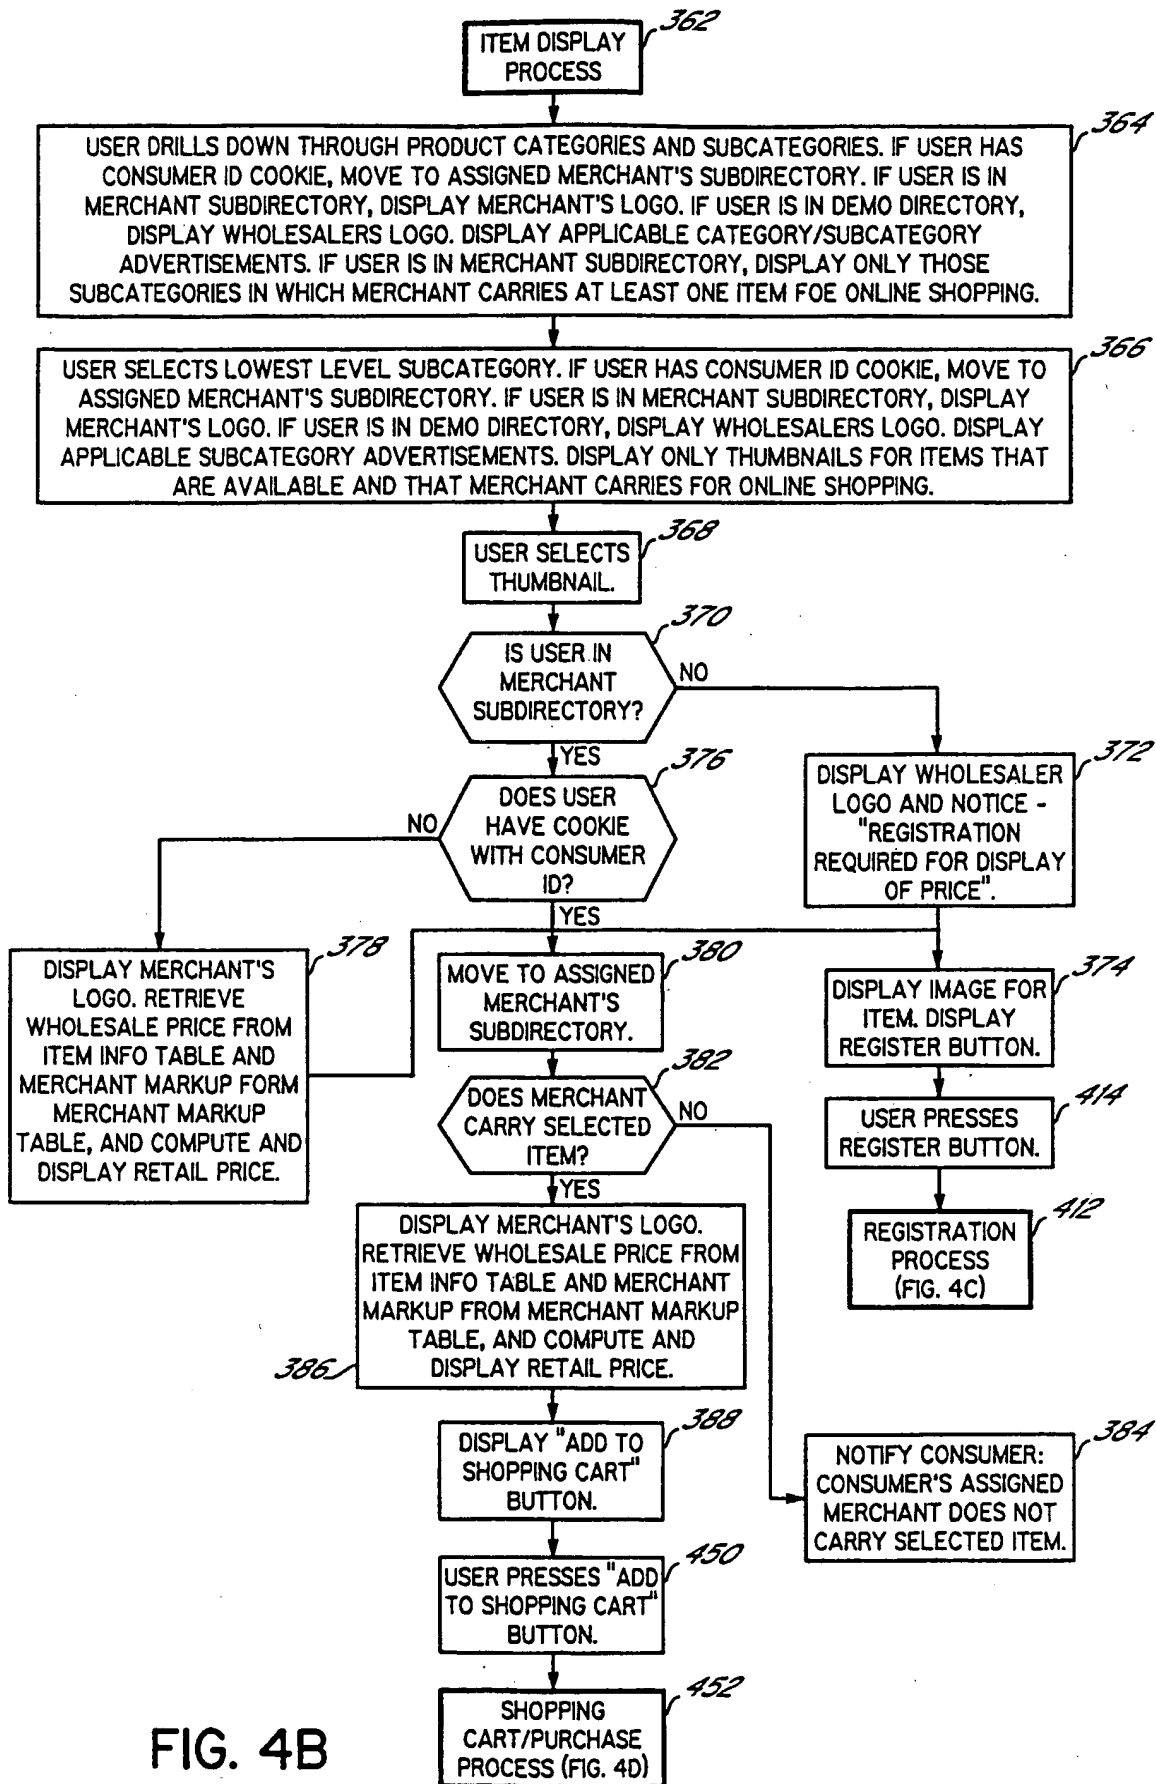 362
ITEM DISPLAY
PROCESS
364
USER DRILLS DOWN THROUGH PRODUCT CATEGORIES AND SUBCATEGORIES. IF USER HAS
CONSUMER ID COOKIE, MOVE TO ASSIGNED MERCHANT'S SUBDIRECTORY. IF USER IS IN
MERCHANT SUBDIRECTORY, DISPLAY MERCHANT'S LOGO. IF USER IS IN DEMO DIRECTORY,
DISPLAY WHOLESALERS LOGO. DISPLAY APPLICABLE CATEGORY/SUBCATEGORY
ADVERTISEMENTS. IF USER IS IN MERCHANT SUBDIRECTORY, DISPLAY ONLY THOSE
SUBCATEGORIES IN WHICH MERCHANT CARRIES AT LEAST ONE ITEM FOE ONLINE SHOPPING.
366
USER SELECTS LOWEST LEVEL SUBCATEGORY. IF USER HAS CONSUMER ID COOKIE, MOVE TO
ASSIGNED MERCHANT'S SUBDIRECTORY. IF USER IS IN MERCHANT SUBDIRECTORY, DISPLAY
MERCHANT'S LOGO. IF USER IS IN DEMO DIRECTORY, DISPLAY WHOLESALERS LOGO. DISPLAY
APPLICABLE SUBCATEGORY ADVERTISEMENTS. DISPLAY ONLY THUMBNAILS FOR ITEMS THAT
ARE AVAILABLE AND THAT MERCHANT CARRIES FOR ONLINE SHOPPING.
368
USER SELECTS
THUMBNAIL.
370
IS USER IN
MERCHANT
SUBDIRECTORY?
NO
YES
372
DISPLAY WHOLESALER
LOGO AND NOTICE -
"REGISTRATION
REQUIRED FOR DISPLAY
OF PRICE".
376
DOES USER
HAVE COOKIE
WITH CONSUMER
ID?
NO
YES
378
DISPLAY MERCHANT'S
LOGO. RETRIEVE
WHOLESALE PRICE FROM
ITEM INFO TABLE AND
MERCHANT MARKUP FORM
MERCHANT MARKUP
TABLE, AND COMPUTE AND
DISPLAY RETAIL PRICE.
380
MOVE TO ASSIGNED
MERCHANT'S
SUBDIRECTORY.
374
DISPLAY IMAGE FOR
ITEM. DISPLAY
REGISTER BUTTON.
382
DOES MERCHANT
CARRY SELECTED
ITEM?
NO
YES
414
USER PRESSES
REGISTER BUTTON.
412
REGISTRATION
PROCESS
(FIG. 4C)
386
DISPLAY MERCHANT'S LOGO.
RETRIEVE WHOLESALE PRICE FROM
ITEM INFO TABLE AND MERCHANT
MARKUP FROM MERCHANT MARKUP
TABLE, AND COMPUTE AND
DISPLAY RETAIL PRICE.
388
DISPLAY "ADD TO
SHOPPING CART"
BUTTON.
384
NOTIFY CONSUMER:
CONSUMER'S ASSIGNED
MERCHANT DOES NOT
CARRY SELECTED ITEM.
450
USER PRESSES "ADD
TO SHOPPING CART"
BUTTON.
452
SHOPPING
CART/PURCHASE
PROCESS (FIG. 4D)
FIG. 4B